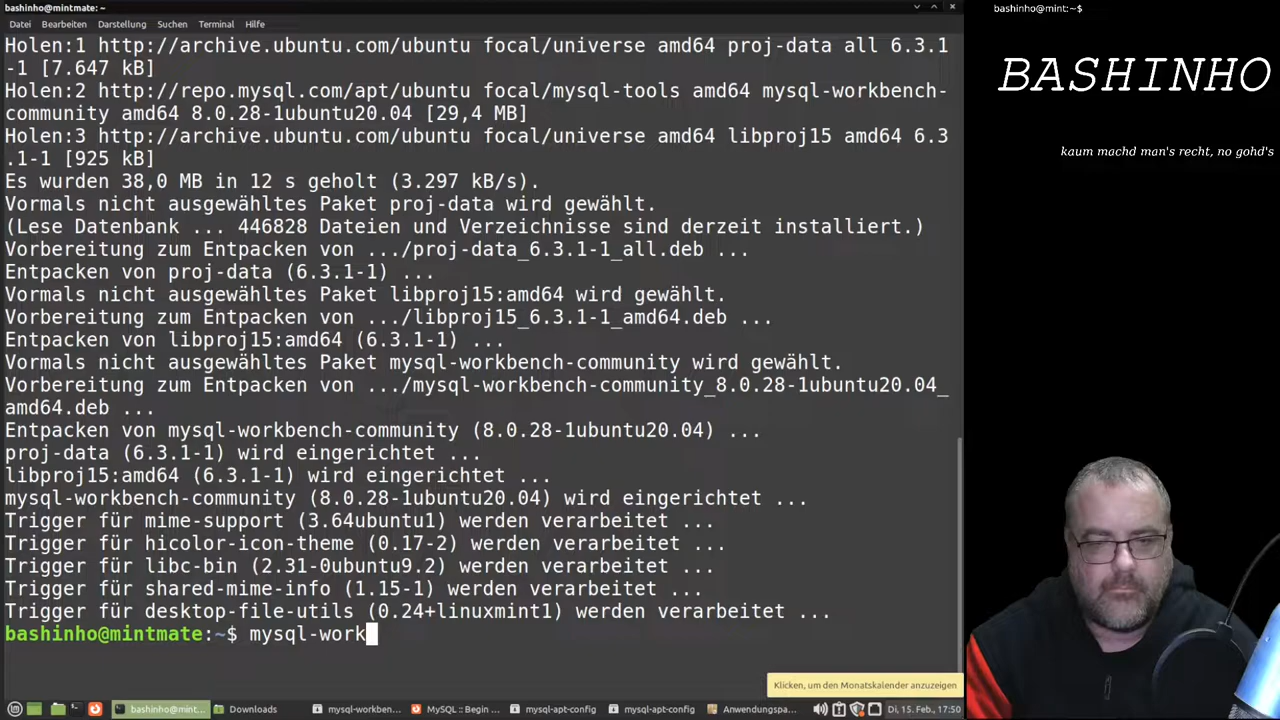 bashinho@mintmate: ~
Datei Bearbeiten Darstellung Suchen Terminal Hilfe
Holen:1 http://archive.ubuntu.com/ubuntu focal/universe amd64 proj-data all 6.3.1
-1 [7.647 kB]
Holen:2 http://repo.mysql.com/apt/ubuntu focal/mysql-tools amd64 mysql-workbench-
community amd64 8.0.28-1ubuntu20.04 [29,4 MB]
Holen:3 http://archive.ubuntu.com/ubuntu focal/universe amd64 libproj15 amd64 6.3
.1-1 [925 kB]
Es wurden 38,0 MB in 12 s geholt (3.297 kB/s).
Vormals nicht ausgewähltes Paket proj-data wird gewählt.
(Lese Datenbank ... 446828 Dateien und Verzeichnisse sind derzeit installiert.)
Vorbereitung zum Entpacken von .../proj-data_6.3.1-1_all.deb ...
Entpacken von proj-data (6.3.1-1) ...
Vormals nicht ausgewähltes Paket libproj15:amd64 wird gewählt.
Vorbereitung zum Entpacken von .../libproj15_6.3.1-1_amd64.deb ...
Entpacken von libproj15:amd64 (6.3.1-1) ...
Vormals nicht ausgewähltes Paket mysql-workbench-community wird gewählt.
Vorbereitung zum Entpacken von .../mysql-workbench-community_8.0.28-1ubuntu20.04_
amd64.deb ...
Entpacken von mysql-workbench-community (8.0.28-1ubuntu20.04) ...
proj-data (6.3.1-1) wird eingerichtet ...
libproj15:amd64 (6.3.1-1) wird eingerichtet ...
mysql-workbench-community (8.0.28-1ubuntu20.04) wird eingerichtet ...
Trigger für mime-support (3.64ubuntu1) werden verarbeitet ...
Trigger für hicolor-icon-theme (0.17-2) werden verarbeitet ...
Trigger für libc-bin (2.31-0ubuntu9.2) werden verarbeitet ...
Trigger für shared-mime-info (1.15-1) werden verarbeitet ...
Trigger für desktop-file-utils (0.24+linuxmint1) werden verarbeitet ...
bashinho@mintmate:~$ mysql-work
Klicken, um den Monatskalender anzuzeigen
bashinho@mint... Downloads mysql-workben... MySQL :: Begin ... mysql-apt-config mysql-apt-config Anwendungspa... Di, 15. Feb., 17:50
bashinho@mint:~$
BASHINHO
kaum machd man's recht, no gohd's